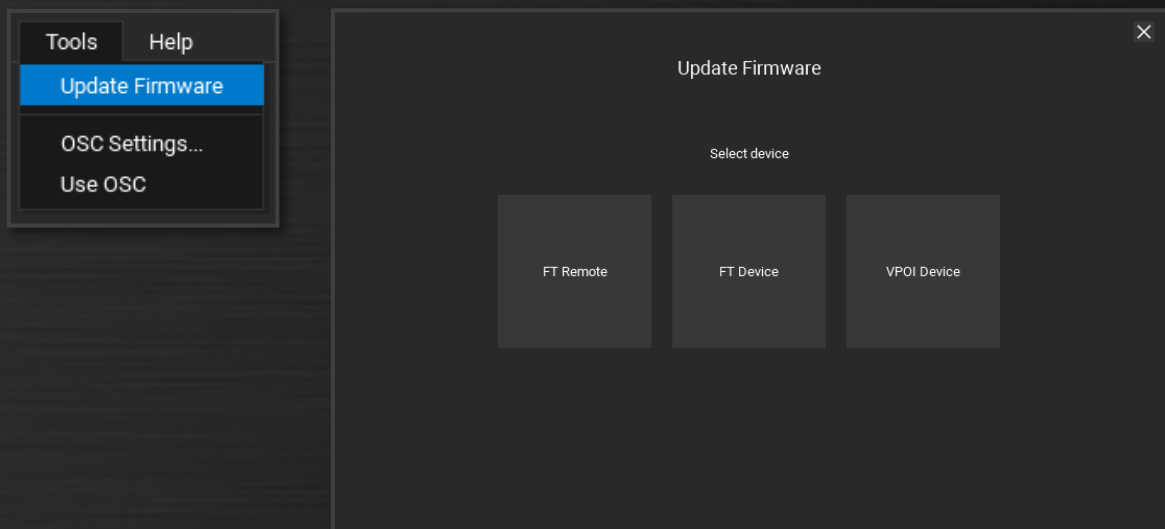 Tools Help
Update Firmware
OSC Settings...
Use OSC
Update Firmware
Select device
FT Remote FT Device VPOI Device